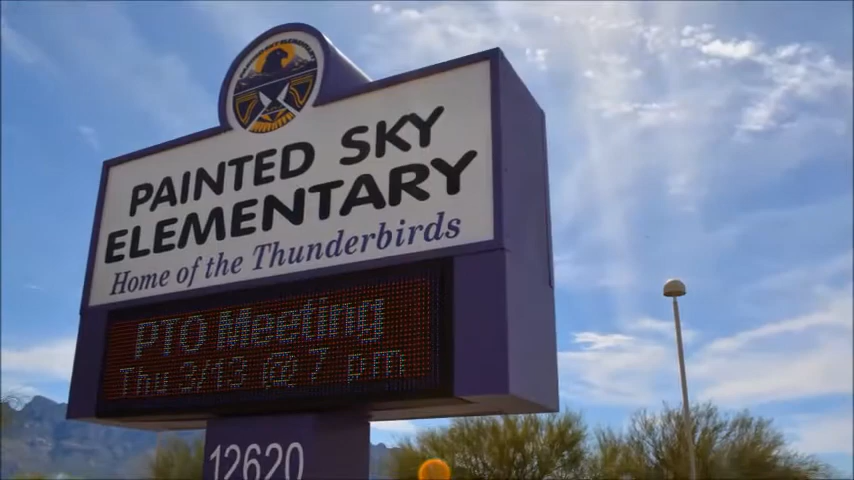 PAINTED SKY
ELEMENTARY
Home of the Thunderbirds
PTO Meeting
Thu 3/13 @ 7 pm
12620